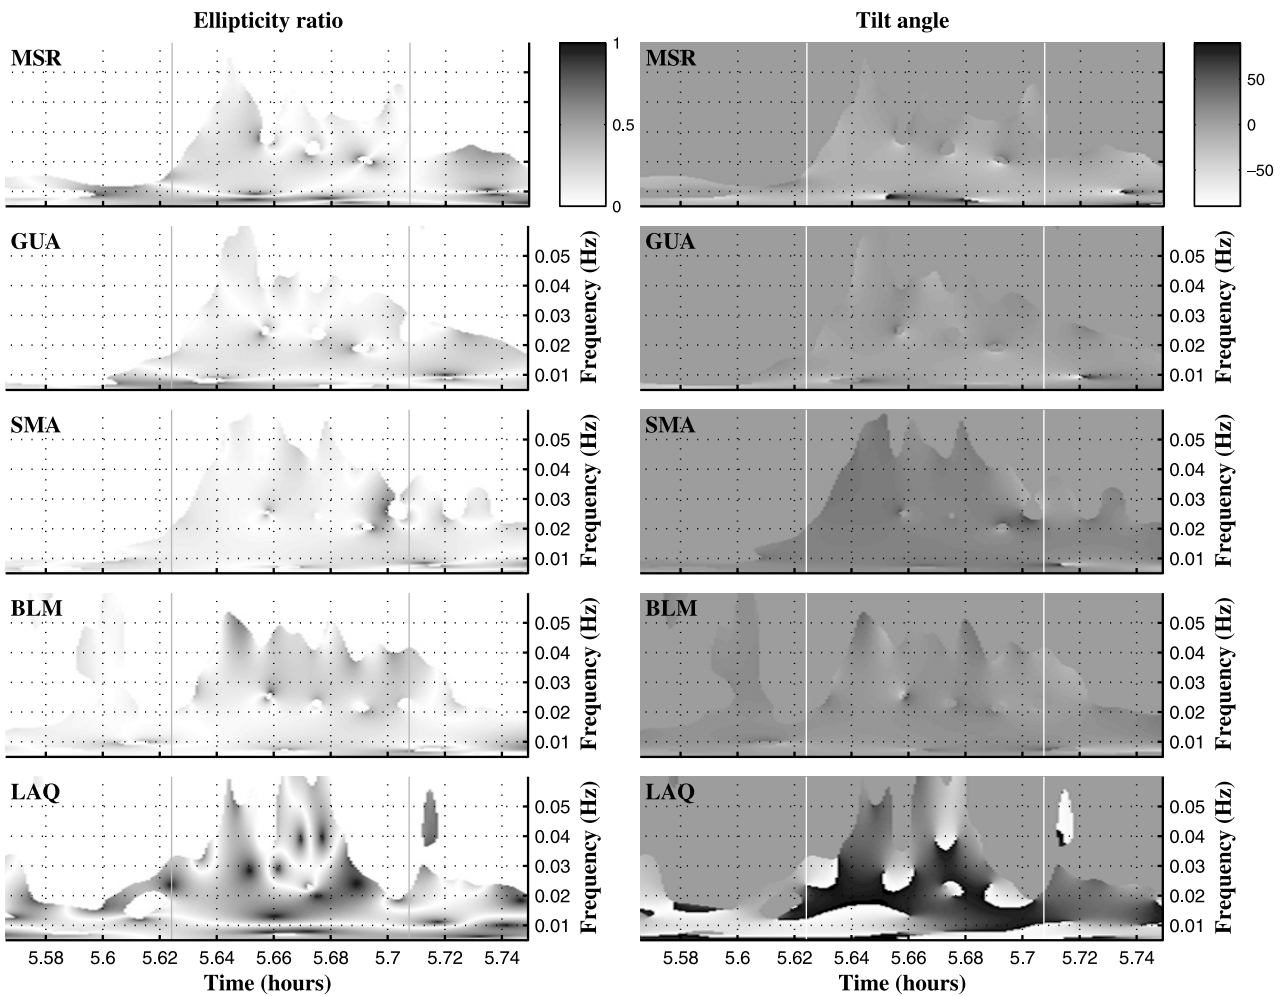 Ellipticity ratio Tilt angle
MSR 1 0.5 0 MSR 50 0 −50
GUA 0.05 0.04 0.03 0.02 0.01 Frequency (Hz) GUA 0.05 0.04 0.03 0.02 0.01 Frequency (Hz)
SMA 0.05 0.04 0.03 0.02 0.01 Frequency (Hz) SMA 0.05 0.04 0.03 0.02 0.01 Frequency (Hz)
BLM 0.05 0.04 0.03 0.02 0.01 Frequency (Hz) BLM 0.05 0.04 0.03 0.02 0.01 Frequency (Hz)
LAQ 0.05 0.04 0.03 0.02 0.01 Frequency (Hz) LAQ 0.05 0.04 0.03 0.02 0.01 Frequency (Hz)
5.58 5.6 5.62 5.64 5.66 5.68 5.7 5.72 5.74 5.58 5.6 5.62 5.64 5.66 5.68 5.7 5.72 5.74
Time (hours) Time (hours)